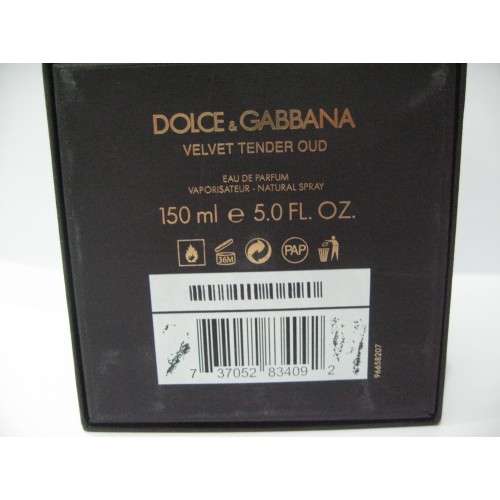 DOLCE & GABBANA
VELVET TENDER OUD
EAU DE PARFUM
VAPORISATEUR - NATURAL SPRAY
150 ml e 5.0 FL. OZ.
36M
PAP
7 37052 83409 2
96658207